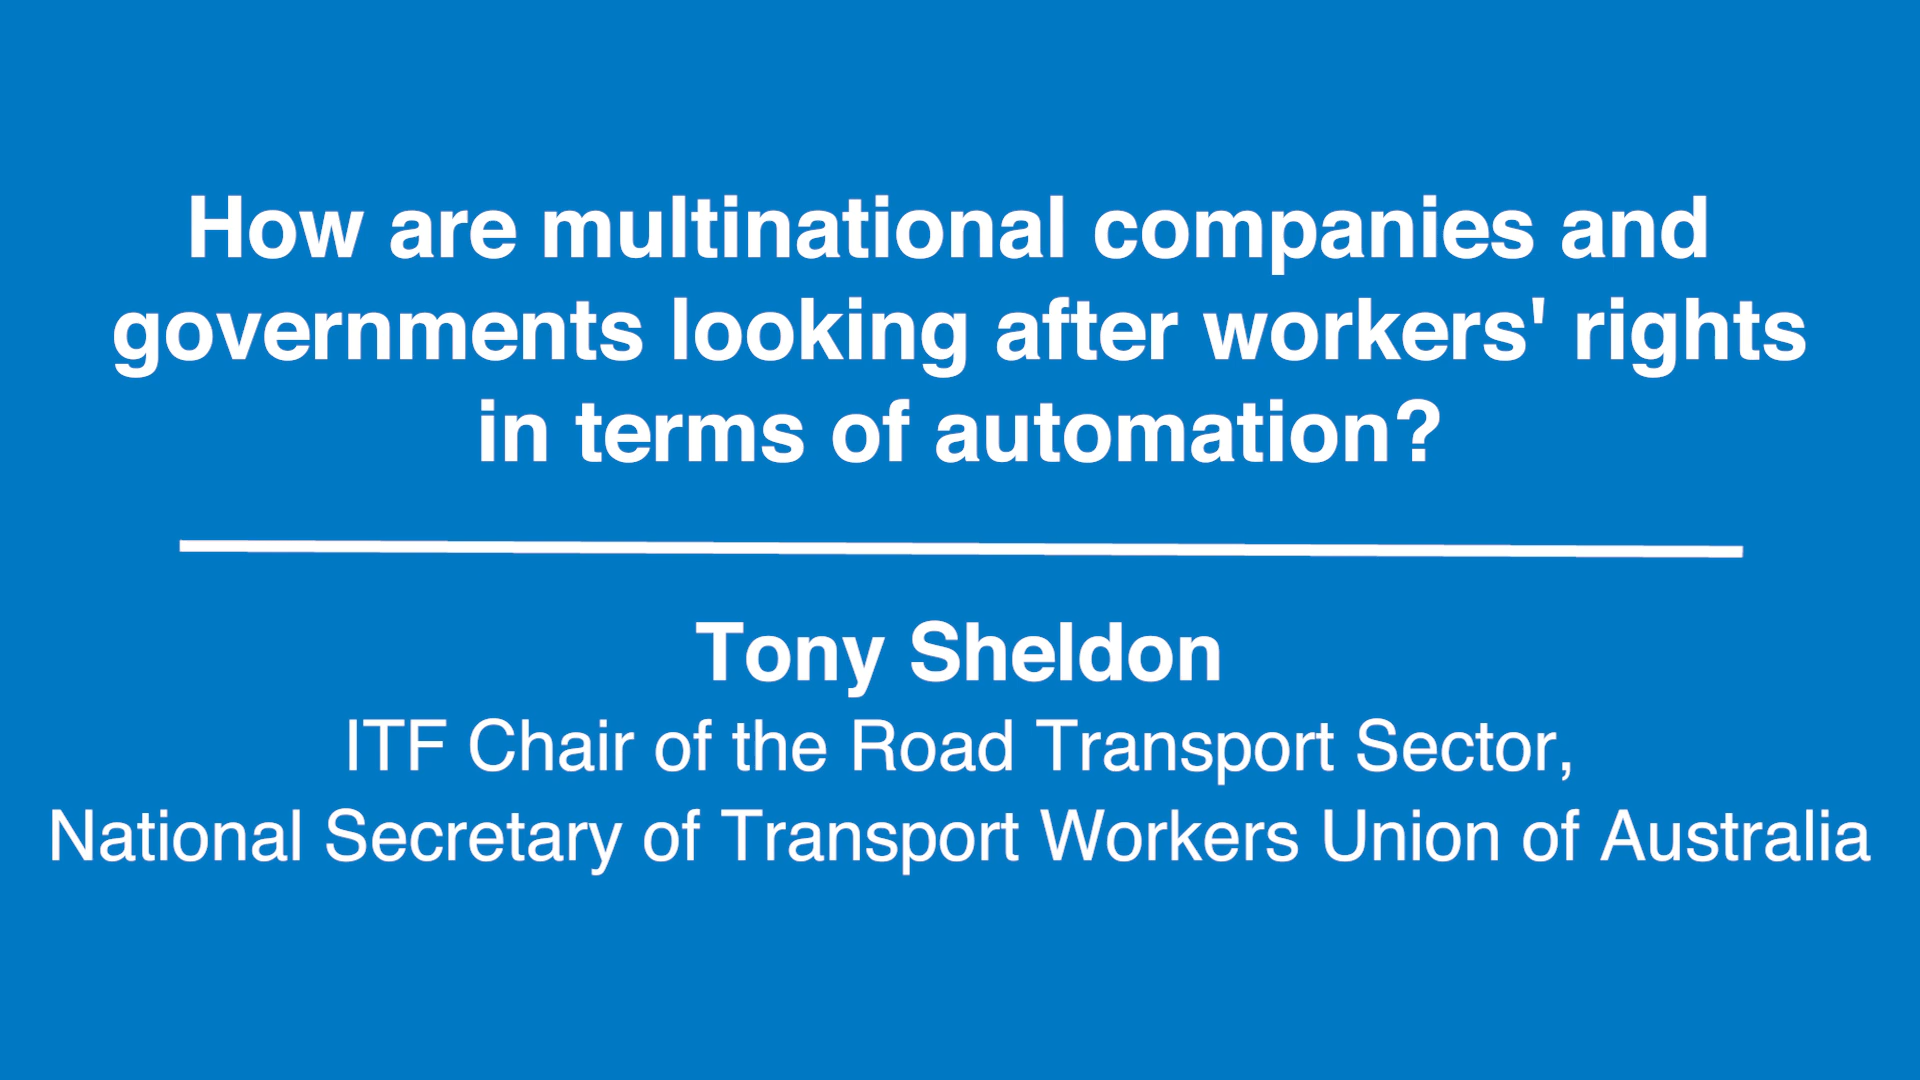 How are multinational companies and
governments looking after workers' rights
in terms of automation?
Tony Sheldon
ITF Chair of the Road Transport Sector,
National Secretary of Transport Workers Union of Australia